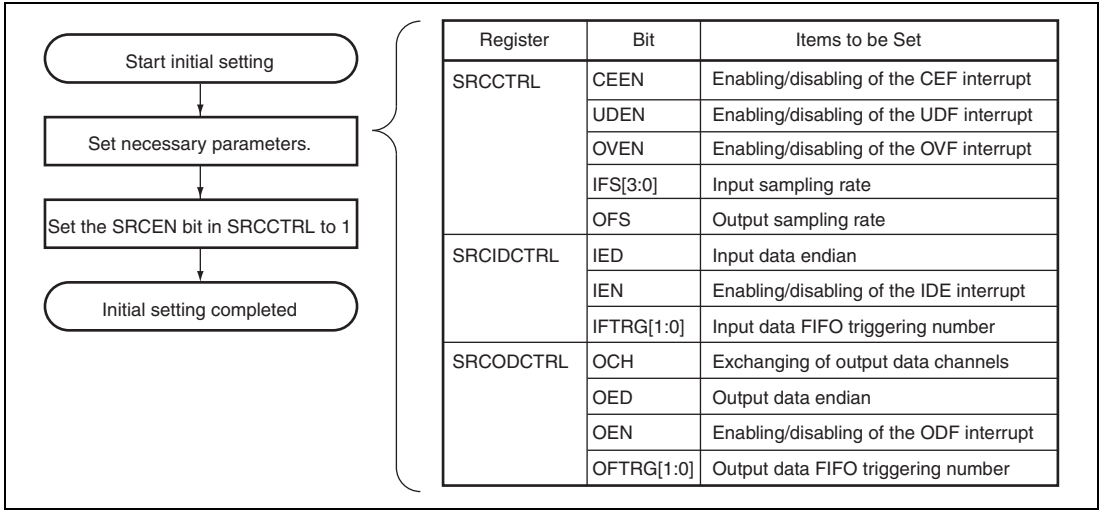 Start initial setting
Set necessary parameters.
Set the SRCEN bit in SRCCTRL to 1
Initial setting completed
Register Bit Items to be Set
SRCCTRL CEEN Enabling/disabling of the CEF interrupt
UDEN Enabling/disabling of the UDF interrupt
OVEN Enabling/disabling of the OVF interrupt
IFS[3:0] Input sampling rate
OFS Output sampling rate
SRCIDCTRL IED Input data endian
IEN Enabling/disabling of the IDE interrupt
IFTRG[1:0] Input data FIFO triggering number
SRCODCTRL OCH Exchanging of output data channels
OED Output data endian
OEN Enabling/disabling of the ODF interrupt
OFTRG[1:0] Output data FIFO triggering number